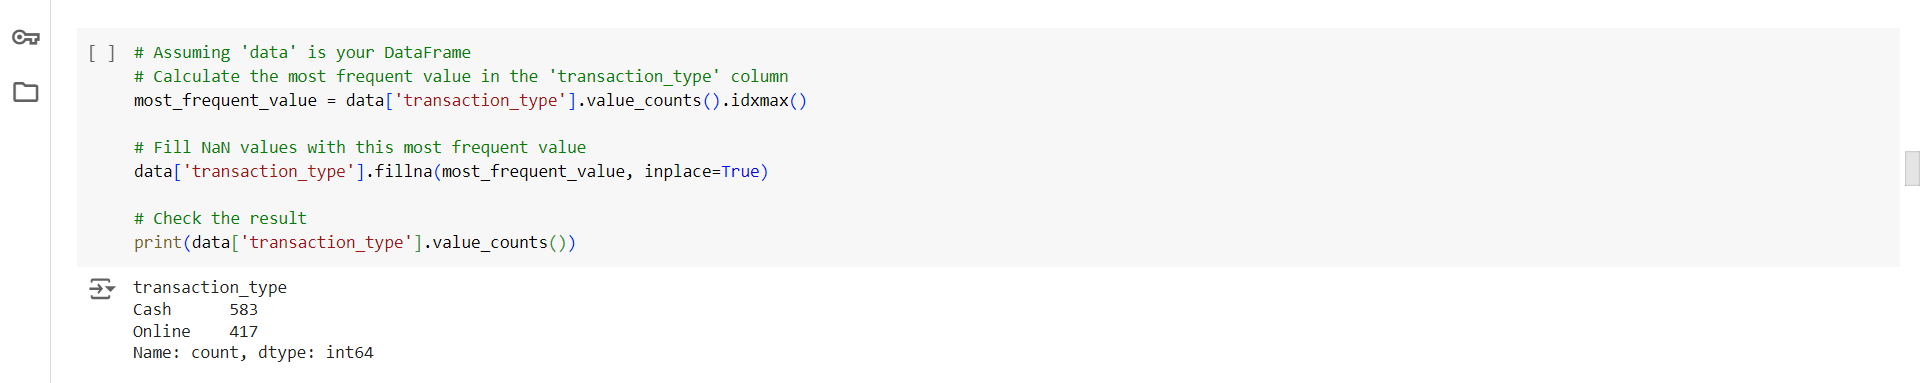 [ ] # Assuming 'data' is your DataFrame
# Calculate the most frequent value in the 'transaction_type' column
most_frequent_value = data['transaction_type'].value_counts().idxmax()
# Fill NaN values with this most frequent value
data['transaction_type'].fillna(most_frequent_value, inplace=True)
# Check the result
print(data['transaction_type'].value_counts())
transaction_type
Cash      583
Online    417
Name: count, dtype: int64